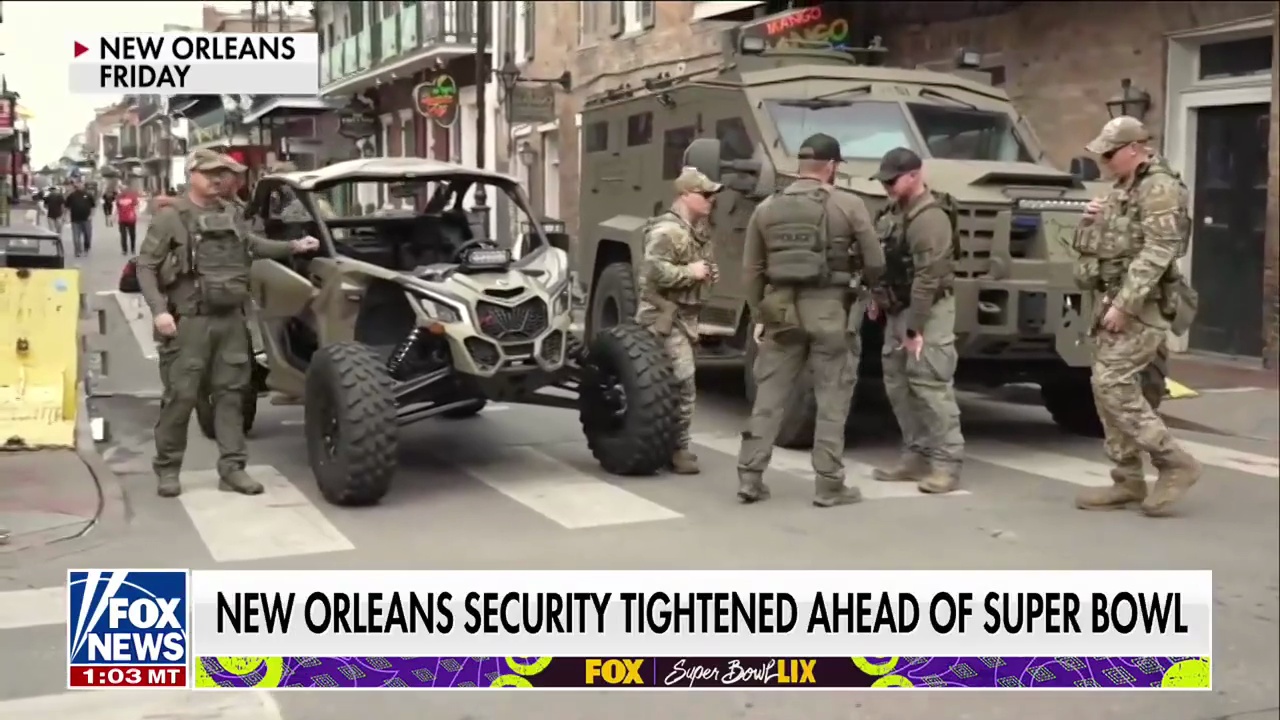 NEW ORLEANS
FRIDAY
MANGO
MANGO
POLICE
FOX
NEWS
1:03 MT
NEW ORLEANS SECURITY TIGHTENED AHEAD OF SUPER BOWL
FOX Super Bowl LIX